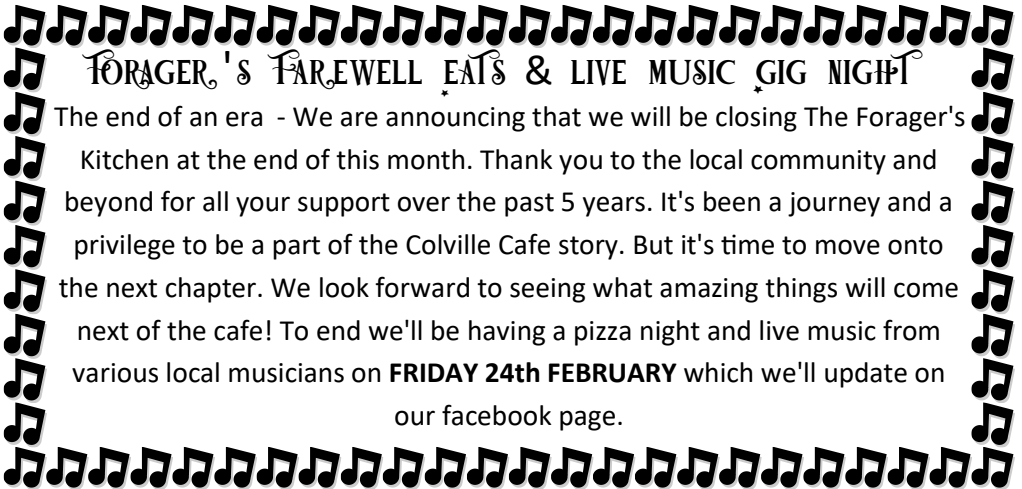 FORAGER'S FAREWELL EATS & LIVE MUSIC GIG NIGHT
The end of an era - We are announcing that we will be closing The Forager's
Kitchen at the end of this month. Thank you to the local community and
beyond for all your support over the past 5 years. It's been a journey and a
privilege to be a part of the Colville Cafe story. But it's time to move onto
the next chapter. We look forward to seeing what amazing things will come
next of the cafe! To end we'll be having a pizza night and live music from
various local musicians on FRIDAY 24th FEBRUARY which we'll update on
our facebook page.